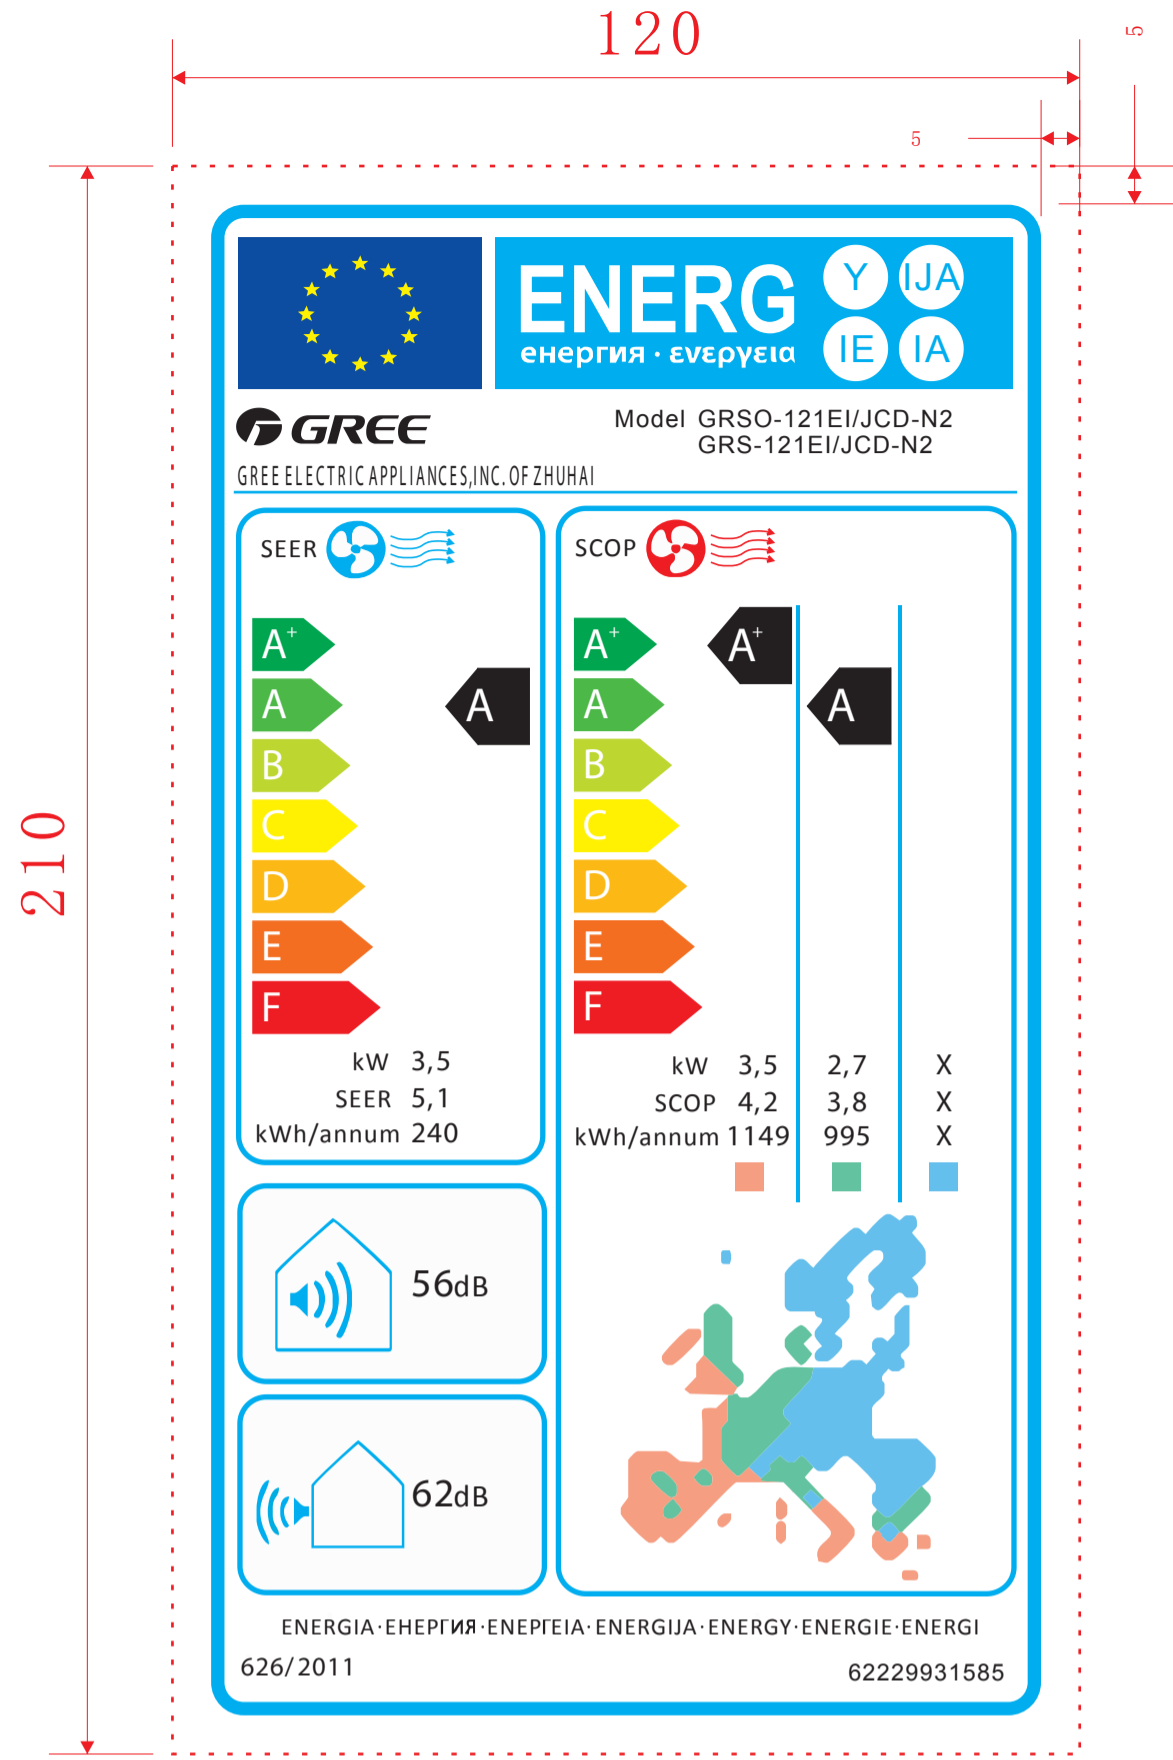 120
5
5
210
ENERG
енергия · ενεργεια
Y IJA
IE IA
GREE
Model GRSO-121EI/JCD-N2
GRS-121EI/JCD-N2
GREE ELECTRIC APPLIANCES,INC. OF ZHUHAI
SEER
A+
A
B
C
D
E
F
A
kW 3,5
SEER 5,1
kWh/annum 240
SCOP
A+
A
B
C
D
E
F
A+
A
kW 3,5 2,7 X
SCOP 4,2 3,8 X
kWh/annum 1149 995 X
56dB
62dB
ENERGIA·ЕНЕРГИЯ·ΕΝΕΡΓΕΙΑ·ENERGIJA·ENERGY·ENERGIE·ENERGI
626/2011
62229931585